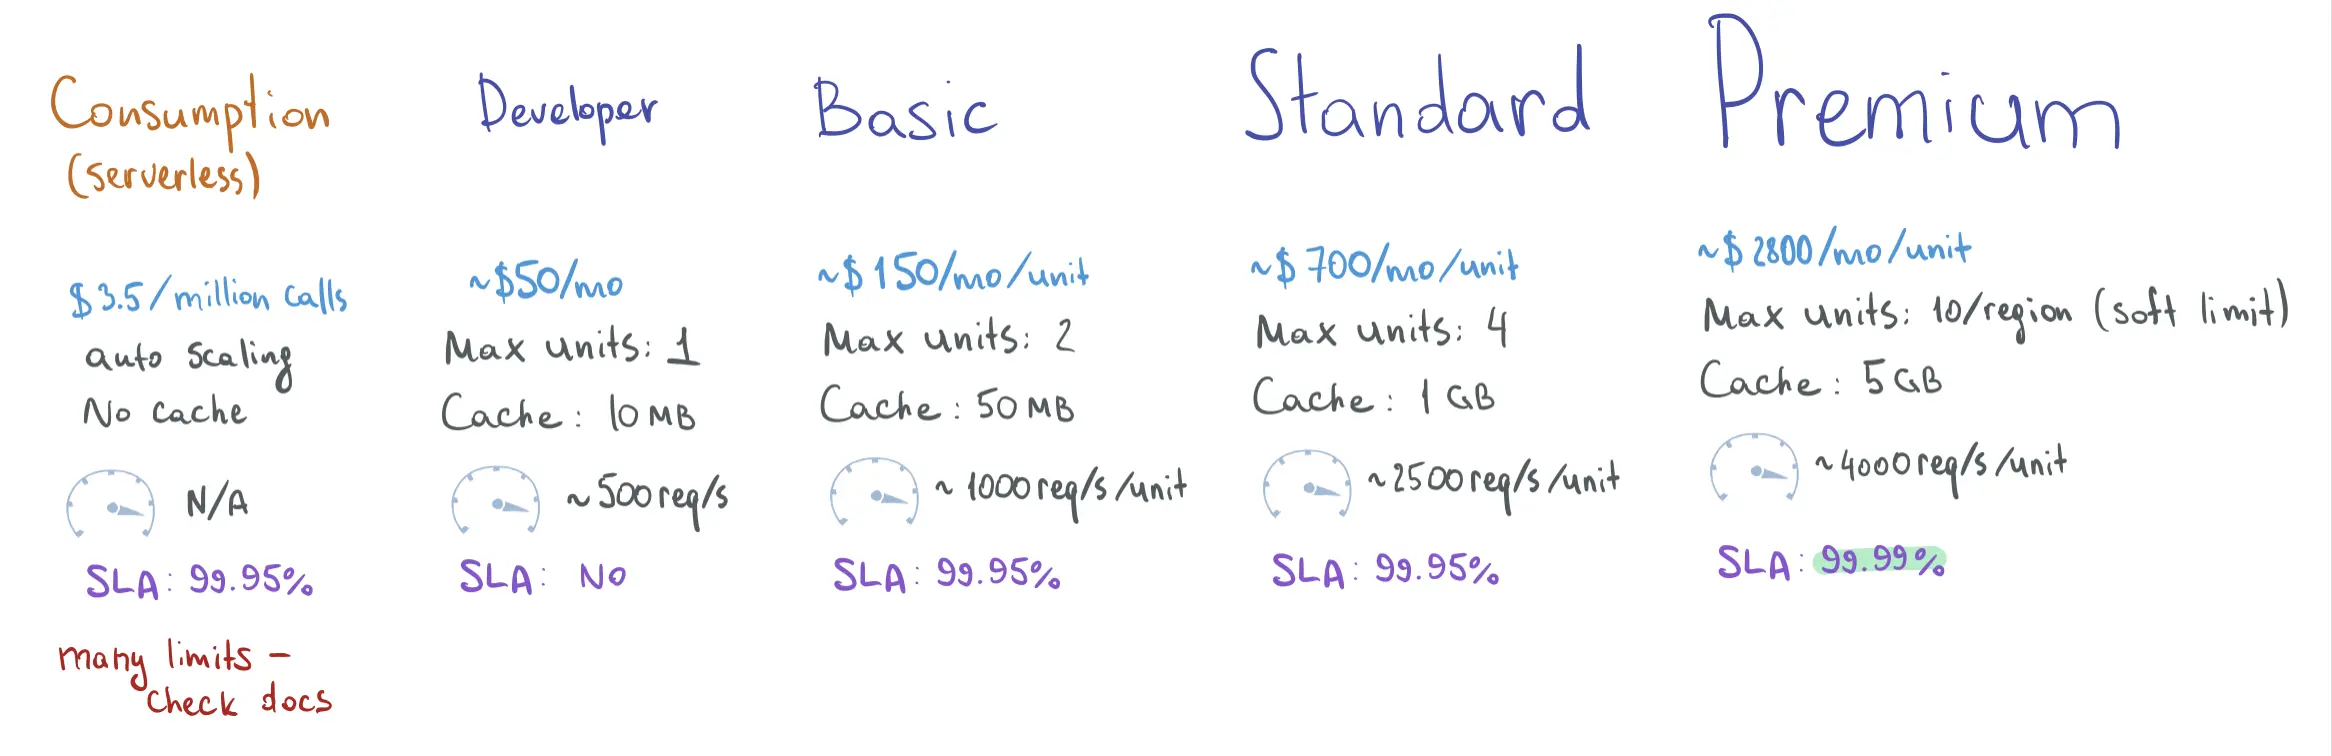 Consumption
(serverless)
$3.5/million calls
auto scaling
No cache
N/A
SLA: 99.95%
many limits -
check docs
Developer
~$50/mo
Max units: 1
Cache: 10 MB
~500 req/s
SLA: NO
Basic
~$150/mo/unit
Max units: 2
Cache: 50 MB
~1000 req/s/unit
SLA: 99.95%
Standard
~$700/mo/unit
Max units: 4
Cache: 1 GB
~2500 req/s/unit
SLA: 99.95%
Premium
~$2800/mo/unit
Max units: 10/region (soft limit)
Cache: 5 GB
~4000 req/s/unit
SLA: 99.99%